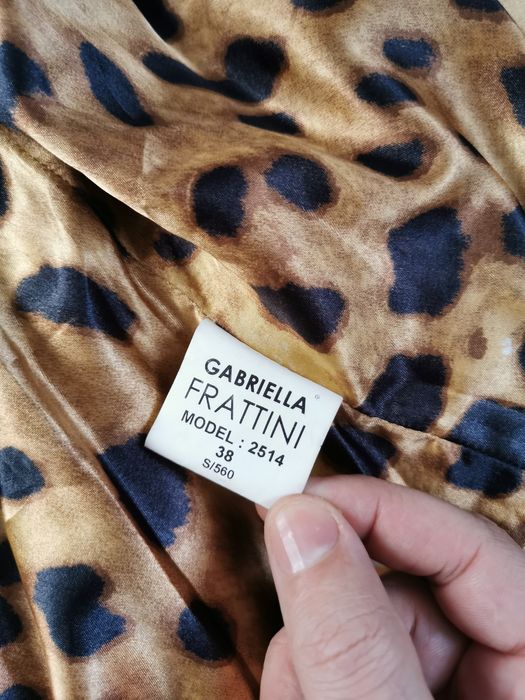 GABRIELLA
FRATTINI
MODEL : 2514
38
S/560